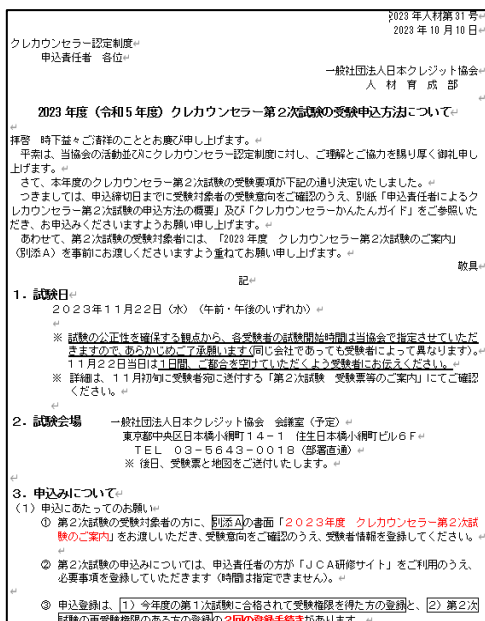 2023年人材第31号
2023年10月10日
クレカウンセラー認定制度
申込責任者 各位
一般社団法人日本クレジット協会
人材育成部
2023年度（令和5年度）クレカウンセラー第2次試験の受験申込方法について
拝啓 時下益々ご清祥のこととお慶び申し上げます。
平素は、当協会の活動並びにクレカウンセラー認定制度に対し、ご理解とご協力を賜り厚く御礼申し
上げます。
さて、本年度のクレカウンセラー第2次試験の受験要項が下記の通り決定いたしました。
つきましては、申込締切日までに受験対象者の受験意向をご確認のうえ、別紙「申込責任者によるク
レカウンセラー第2次試験の申込方法の概要」及び「クレカウンセラーかんたんガイド」をご参照いた
だき、お申込みくださいますようお願い申し上げます。
あわせて、第2次試験の受験対象者には、「2023年度 クレカウンセラー第2次試験のご案内」
（別添A）を事前にお渡しくださいますよう重ねてお願い申し上げます。
敬具
記
1．試験日
2023年11月22日（水）（午前・午後のいずれか）
※ 試験の公正性を確保する観点から、各受験者の試験開始時間は当協会で指定させていただ
きますので、あらかじめご了承願います（同じ会社であっても受験者によって異なります）。
11月22日当日は1日間、ご都合を空けていただくよう受験者にお伝えください。
※ 詳細は、11月初旬に受験者宛に送付する「第2次試験 受験票等のご案内」にてご確認
ください。
2．試験会場 一般社団法人日本クレジット協会 会議室（予定）
東京都中央区日本橋小網町14－1 住生日本橋小網町ビル6F
TEL 03－5643－0018（部署直通）
※ 後日、受験票と地図をご送付いたします。
3．申込みについて
（1）申込にあたってのお願い
① 第2次試験の受験対象者の方に、別添Aの書面「2023年度 クレカウンセラー第2次試
験のご案内」をお渡しいただき、受験意向をご確認のうえ、受験者情報を登録してください。
② 第2次試験の申込みについては、申込責任者の方が「JCA研修サイト」をご利用のうえ、
必要事項を登録していただきます（時間は指定できません）。
③ 申込登録は、1）今年度の第1次試験に合格されて受験権限を得た方の登録と、2）第2次
試験の再受験権限のある方の登録の2回の登録手続きがあります。